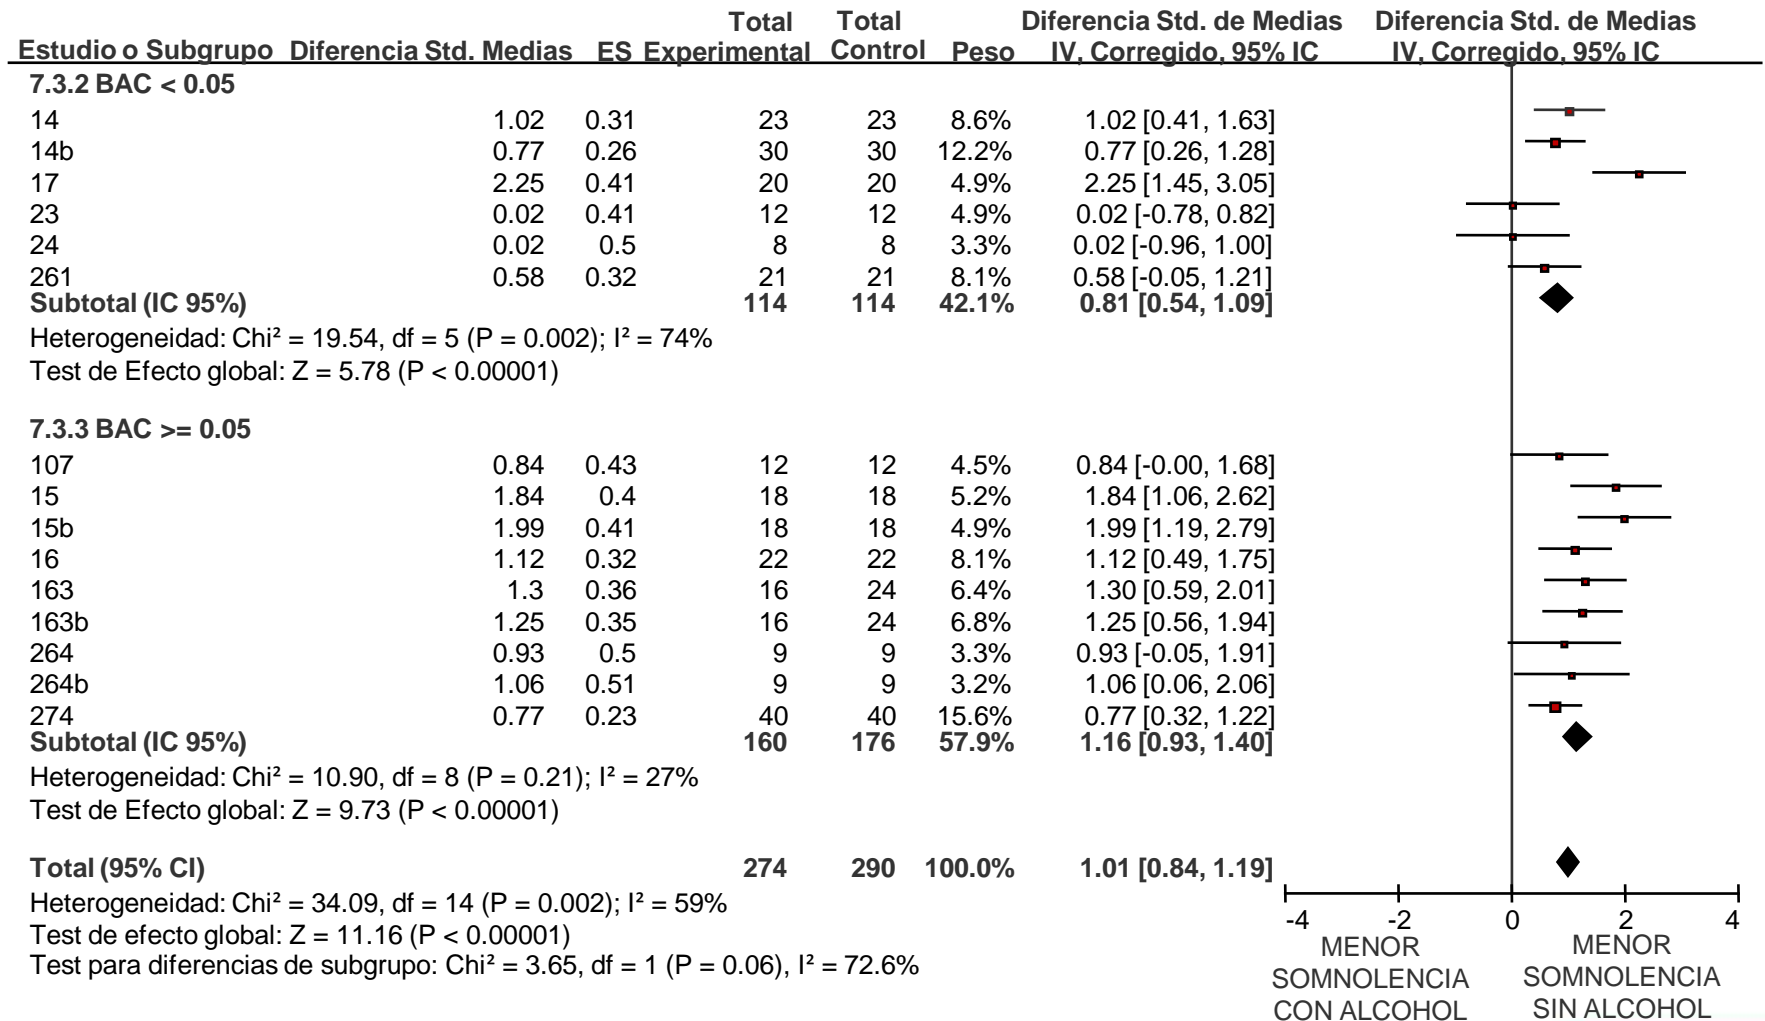 Total Total Diferencia Std. de Medias Diferencia Std. de Medias
Estudio o Subgrupo Diferencia Std. Medias ES Experimental Control Peso IV, Corregido, 95% IC IV, Corregido, 95% IC
7.3.2 BAC < 0.05
14 1.02 0.31 23 23 8.6% 1.02 [0.41, 1.63]
14b 0.77 0.26 30 30 12.2% 0.77 [0.26, 1.28]
17 2.25 0.41 20 20 4.9% 2.25 [1.45, 3.05]
23 0.02 0.41 12 12 4.9% 0.02 [-0.78, 0.82]
24 0.02 0.5 8 8 3.3% 0.02 [-0.96, 1.00]
261 0.58 0.32 21 21 8.1% 0.58 [-0.05, 1.21]
Subtotal (IC 95%) 114 114 42.1% 0.81 [0.54, 1.09]
Heterogeneidad: Chi² = 19.54, df = 5 (P = 0.002); I² = 74%
Test de Efecto global: Z = 5.78 (P < 0.00001)
7.3.3 BAC >= 0.05
107 0.84 0.43 12 12 4.5% 0.84 [-0.00, 1.68]
15 1.84 0.4 18 18 5.2% 1.84 [1.06, 2.62]
15b 1.99 0.41 18 18 4.9% 1.99 [1.19, 2.79]
16 1.12 0.32 22 22 8.1% 1.12 [0.49, 1.75]
163 1.3 0.36 16 24 6.4% 1.30 [0.59, 2.01]
163b 1.25 0.35 16 24 6.8% 1.25 [0.56, 1.94]
264 0.93 0.5 9 9 3.3% 0.93 [-0.05, 1.91]
264b 1.06 0.51 9 9 3.2% 1.06 [0.06, 2.06]
274 0.77 0.23 40 40 15.6% 0.77 [0.32, 1.22]
Subtotal (IC 95%) 160 176 57.9% 1.16 [0.93, 1.40]
Heterogeneidad: Chi² = 10.90, df = 8 (P = 0.21); I² = 27%
Test de Efecto global: Z = 9.73 (P < 0.00001)
Total (95% CI) 274 290 100.0% 1.01 [0.84, 1.19]
Heterogeneidad: Chi² = 34.09, df = 14 (P = 0.002); I² = 59%
Test de efecto global: Z = 11.16 (P < 0.00001)
Test para diferencias de subgrupo: Chi² = 3.65, df = 1 (P = 0.06), I² = 72.6%
-4 -2 0 2 4
MENOR MENOR
SOMNOLENCIA SOMNOLENCIA
CON ALCOHOL SIN ALCOHOL